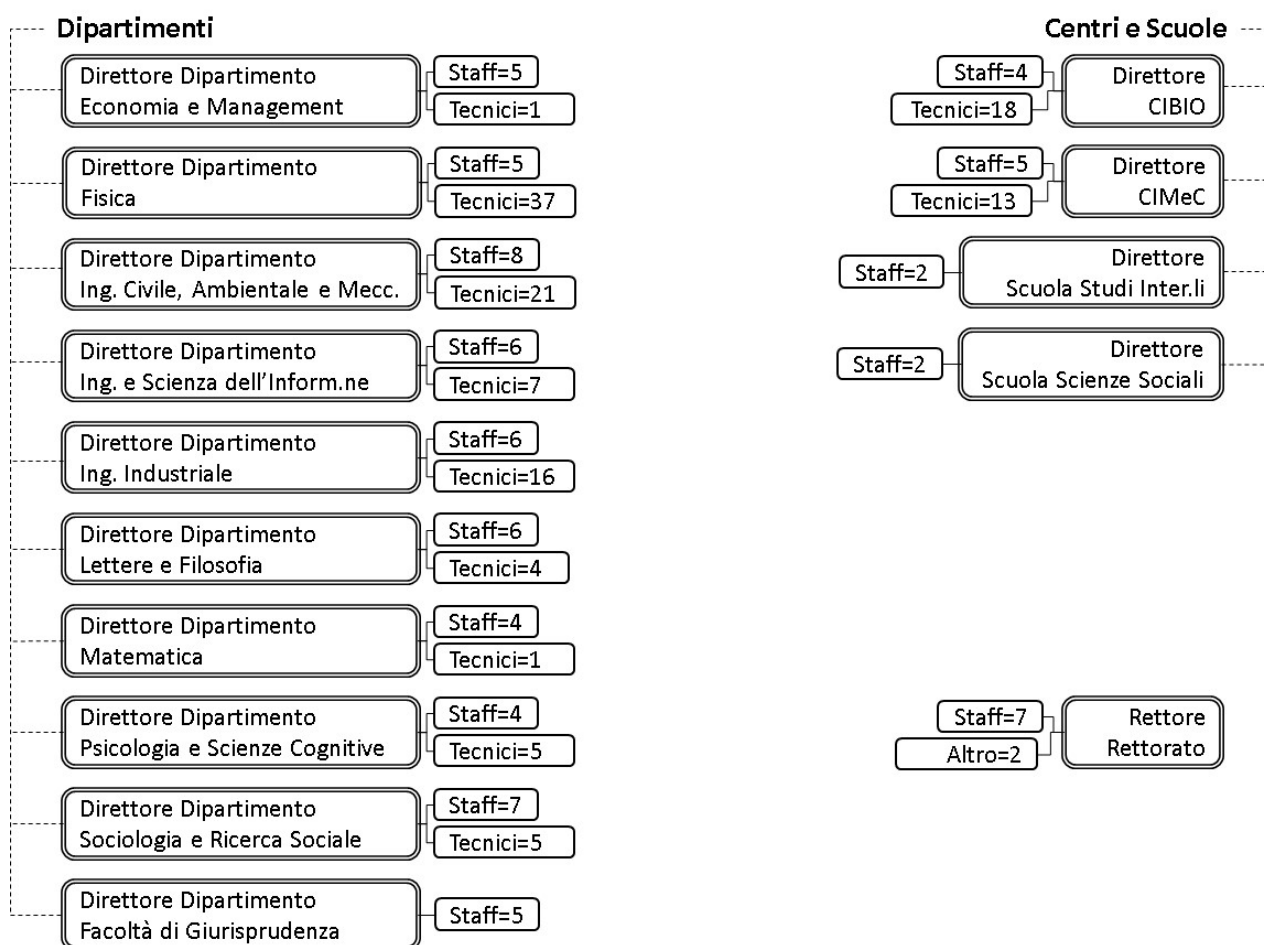 Dipartimenti
Direttore Dipartimento
Economia e Management
Staff=5
Tecnici=1
Direttore Dipartimento
Fisica
Staff=5
Tecnici=37
Direttore Dipartimento
Ing. Civile, Ambientale e Mecc.
Staff=8
Tecnici=21
Direttore Dipartimento
Ing. e Scienza dell'Inform.ne
Staff=6
Tecnici=7
Direttore Dipartimento
Ing. Industriale
Staff=6
Tecnici=16
Direttore Dipartimento
Lettere e Filosofia
Staff=6
Tecnici=4
Direttore Dipartimento
Matematica
Staff=4
Tecnici=1
Direttore Dipartimento
Psicologia e Scienze Cognitive
Staff=4
Tecnici=5
Direttore Dipartimento
Sociologia e Ricerca Sociale
Staff=7
Tecnici=5
Direttore Dipartimento
Facoltà di Giurisprudenza
Staff=5
Centri e Scuole
Staff=4
Tecnici=18
Direttore
CIBIO
Staff=5
Tecnici=13
Direttore
CIMeC
Staff=2
Direttore
Scuola Studi Inter.li
Staff=2
Direttore
Scuola Scienze Sociali
Staff=7
Altro=2
Rettore
Rettorato